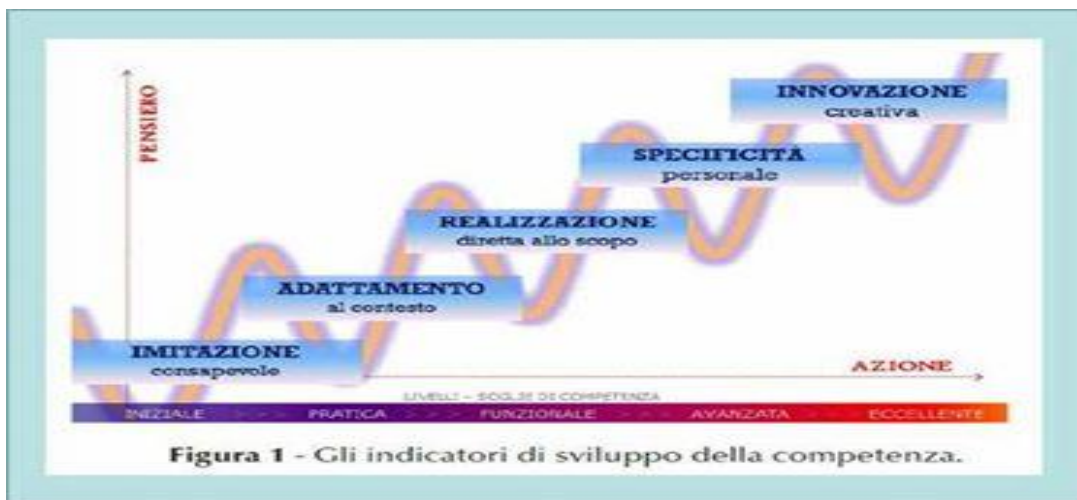 PENSIERO
INNOVAZIONE
creativa
SPECIFICITÀ
personale
REALIZZAZIONE
diretta allo scopo
ADATTAMENTO
al contesto
IMITAZIONE
consapevole
AZIONE
LIVELLI – SOGLIE DI COMPETENZA
INIZIALE > > > PRATICA > > > FUNZIONALE > > > AVANZATA > > > ECCELLENTE
Figura 1 - Gli indicatori di sviluppo della competenza.